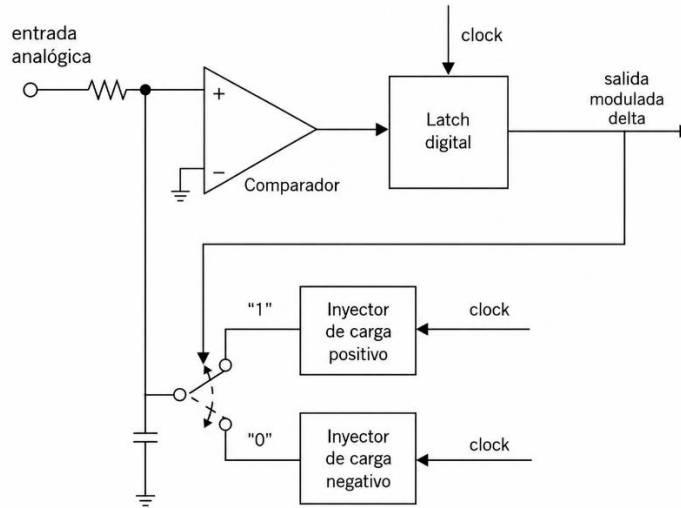 entrada
analógica
clock
+
−
Comparador
Latch
digital
salida
modulada
delta
"1"
Inyector
de carga
positivo
clock
"0"
Inyector
de carga
negativo
clock